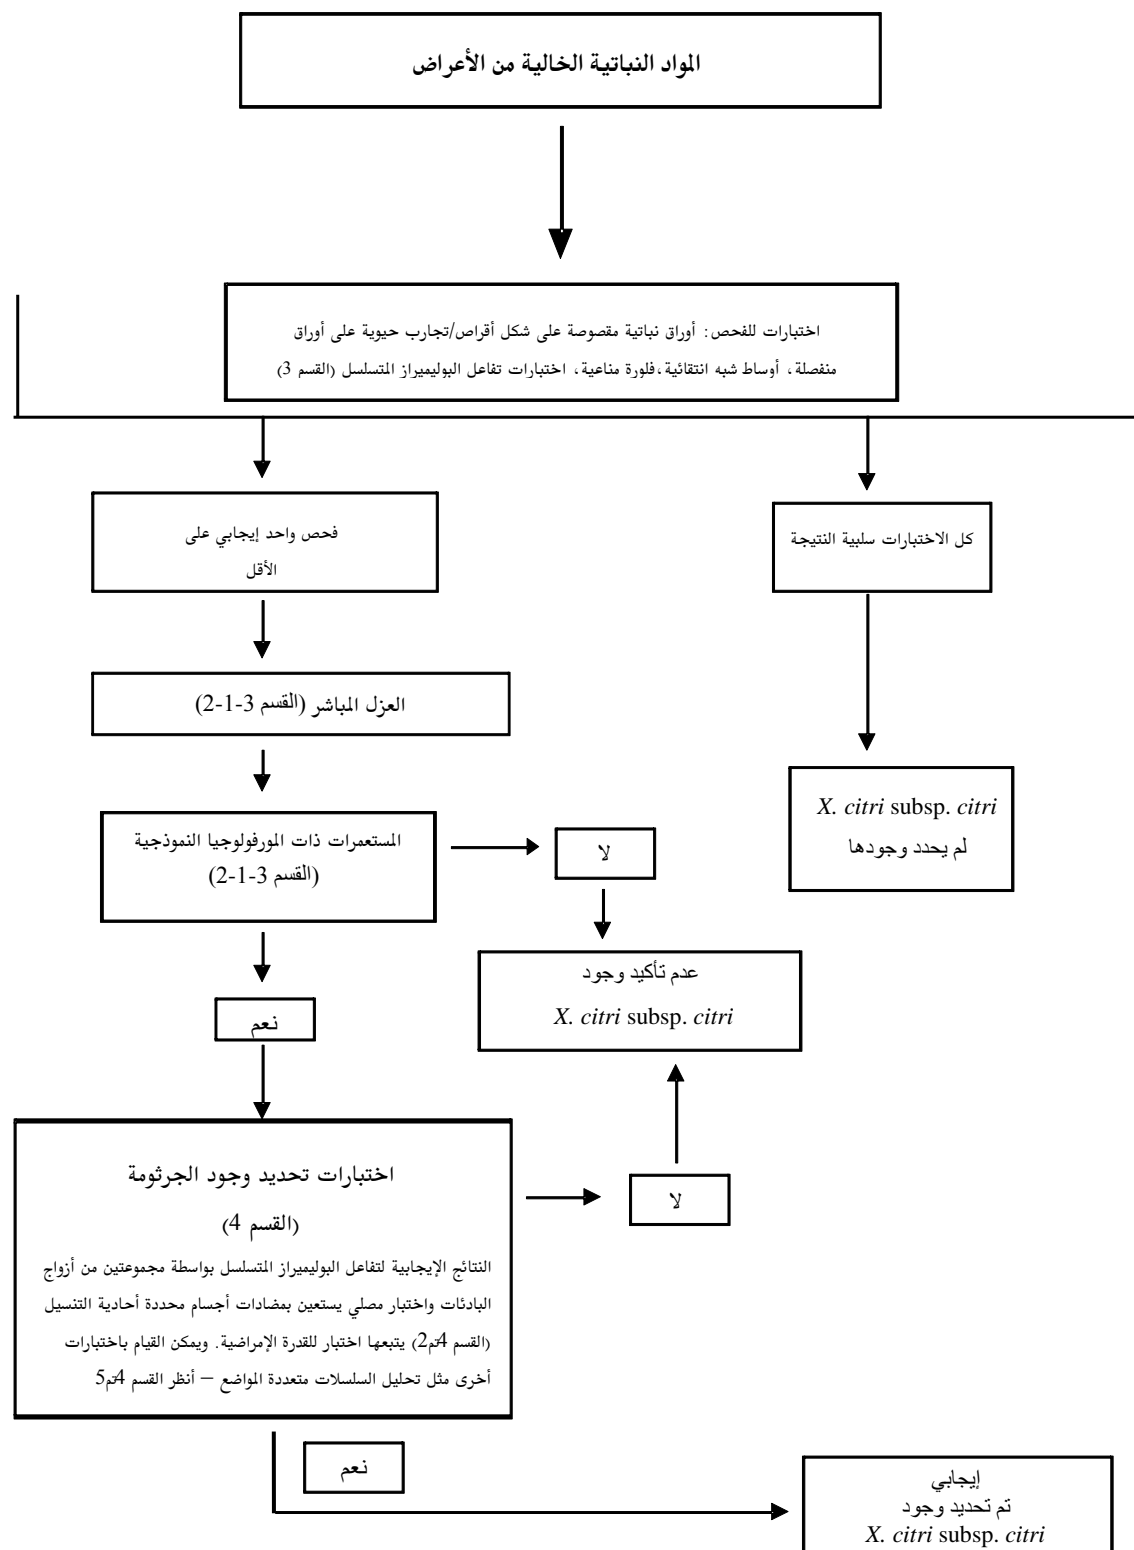 المواد النباتية الخالية من الأعراض
اختبارات للفحص: أوراق نباتية مقصوصة على شكل أقراص/تجارب حيوية على أوراق
منفصلة، أوساط شبه انتقائية،فلورة مناعية، اختبارات تفاعل البوليميراز المتسلسل (القسم 3)
فحص واحد إيجابي على
الأقل
كل الاختبارات سلبية النتيجة
العزل المباشر (القسم 3-1-2)
X. citri subsp. citri
لم يحدد وجودها
المستعمرات ذات المورفولوجيا النموذجية
(القسم 3-1-2)
لا
عدم تأكيد وجود
X. citri subsp. citri
نعم
اختبارات تحديد وجود الجرثومة
(القسم 4)
النتائج الإيجابية لتفاعل البوليميراز المتسلسل بواسطة مجموعتين من أزواج
البادئات واختبار مصلي يستعين بمضادات أجسام محددة أحادية التنسيل
(القسم 4تم2) يتبعها اختبار للقدرة الإمراضية. ويمكن القيام باختبارات
أخرى مثل تحليل السلسلات متعددة المواضع – أنظر القسم 4تم5
لا
نعم
إيجابي
تم تحديد وجود
X. citri subsp. citri